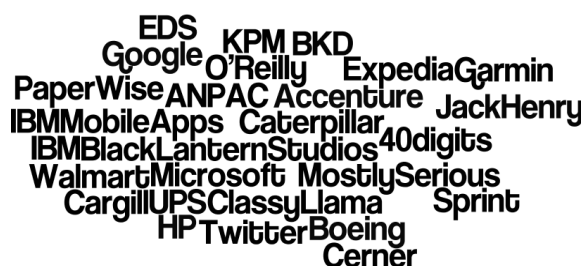 EDS
Google KPM BKD
O'Reilly ExpediaGarmin
PaperWise ANPAC Accenture JackHenry
IBMMobileApps Caterpillar
IBMBlackLanternStudios 40digits
WalmartMicrosoft MostlySerious
CargillUPSClassyLlama Sprint
HP TwitterBoeing
Cerner